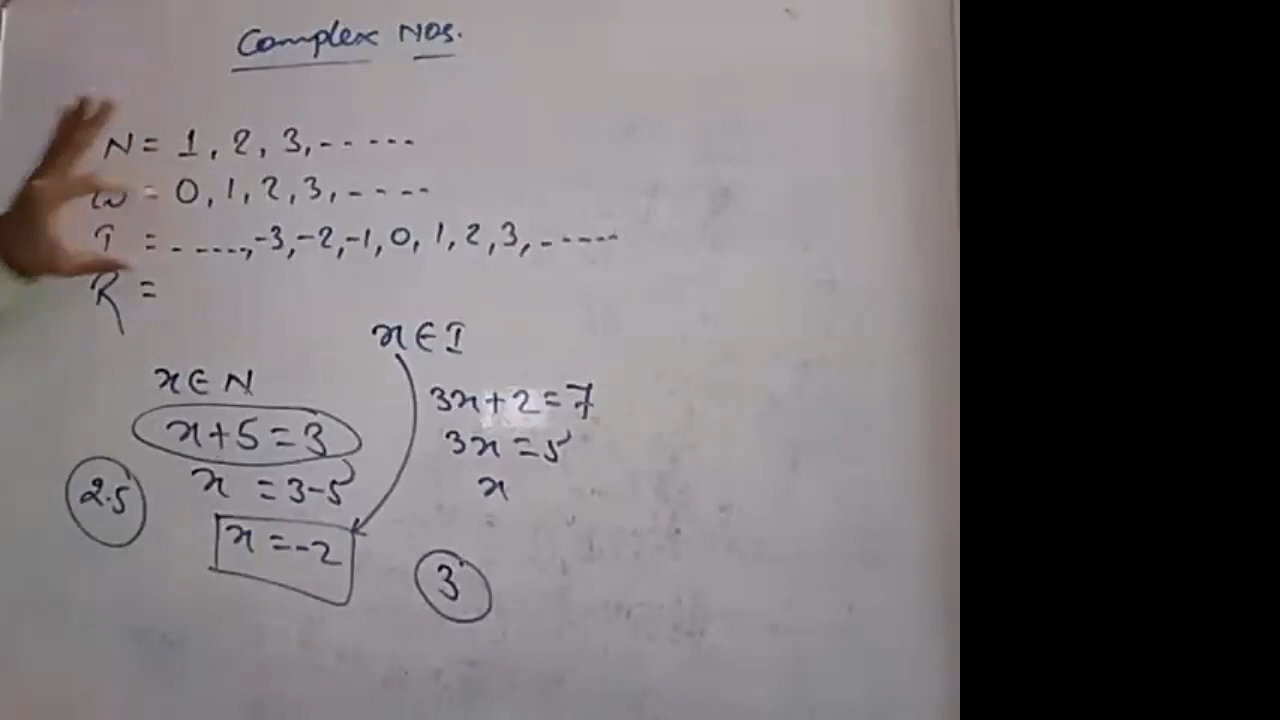 Complex Nos.
N = 1, 2, 3, -----
W = 0, 1, 2, 3, ----
I = -----, -3, -2, -1, 0, 1, 2, 3, -----
R =
x ∈ I
x ∈ N
3x + 2 = 7
x + 5 = 3
3x = 5
2.5
x = 3 - 5
x
x = -2
3